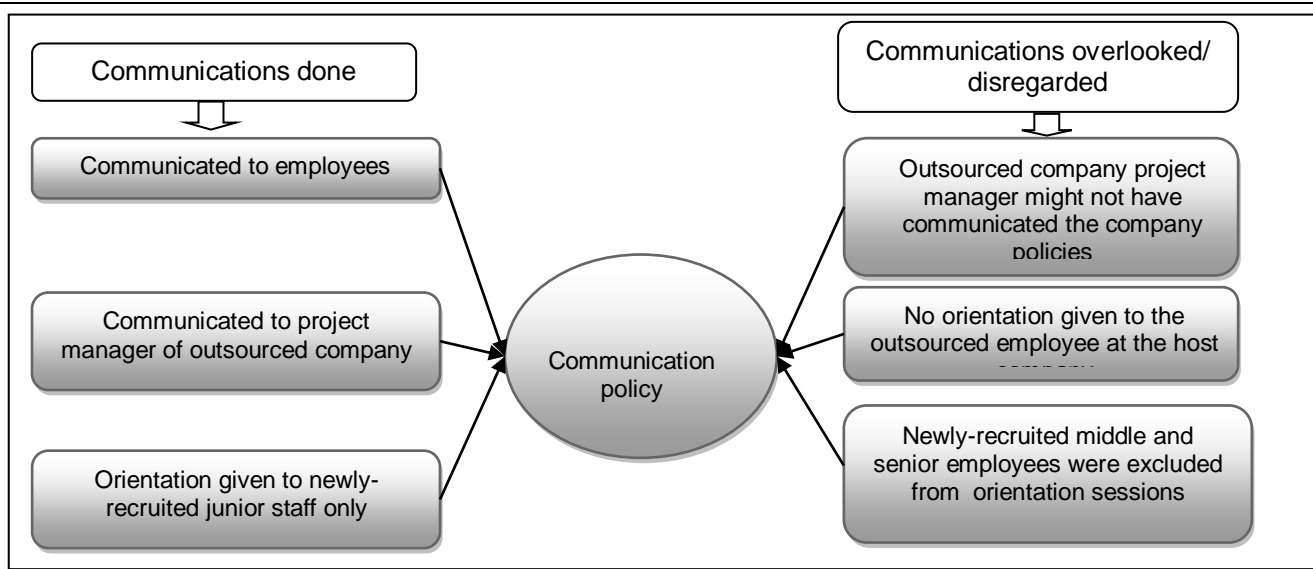 Communications done
Communicated to employees
Communicated to project
manager of outsourced company
Orientation given to newly-
recruited junior staff only
Communication
policy
Communications overlooked/
disregarded
Outsourced company project
manager might not have
communicated the company
policies
No orientation given to the
outsourced employee at the host
Newly-recruited middle and
senior employees were excluded
from orientation sessions